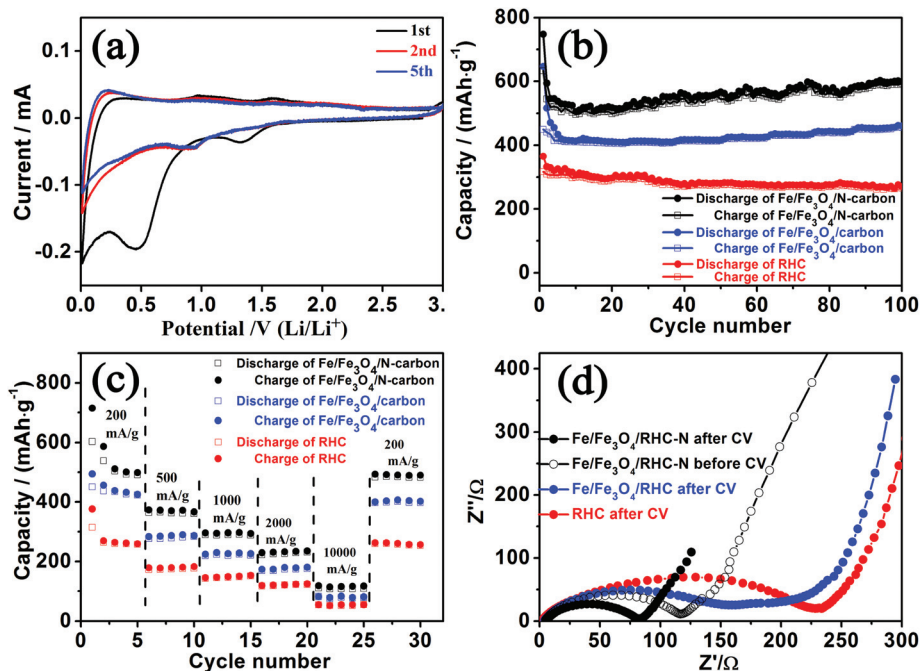 (a)
1st
2nd
5th
Current / mA
0.1
0.0
-0.1
-0.2
0.0
0.5
1.0
1.5
2.0
2.5
3.
Potential /V (Li/Li⁺)
(b)
Capacity / (mAh·g⁻¹)
800
600
400
200
0
Discharge of Fe/Fe₃O₄/N-carbon
Charge of Fe/Fe₃O₄/N-carbon
Discharge of Fe/Fe₃O₄/carbon
Charge of Fe/Fe₃O₄/carbon
Discharge of RHC
Charge of RHC
0
20
40
60
80
100
Cycle number
(c)
Capacity / (mAh·g⁻¹)
800
600
400
200
0
Discharge of Fe/Fe₃O₄/N-carbon
Charge of Fe/Fe₃O₄/N-carbon
Discharge of Fe/Fe₃O₄/carbon
Charge of Fe/Fe₃O₄/carbon
Discharge of RHC
Charge of RHC
200
mA/g
500
mA/g
1000
mA/g
2000
mA/g
10000
mA/g
200
mA/g
0
5
10
15
20
25
30
Cycle number
(d)
Z''/Ω
400
300
200
100
0
Fe/Fe₃O₄/RHC-N after CV
Fe/Fe₃O₄/RHC-N before CV
Fe/Fe₃O₄/RHC after CV
RHC after CV
0
50
100
150
200
250
300
Z'/Ω